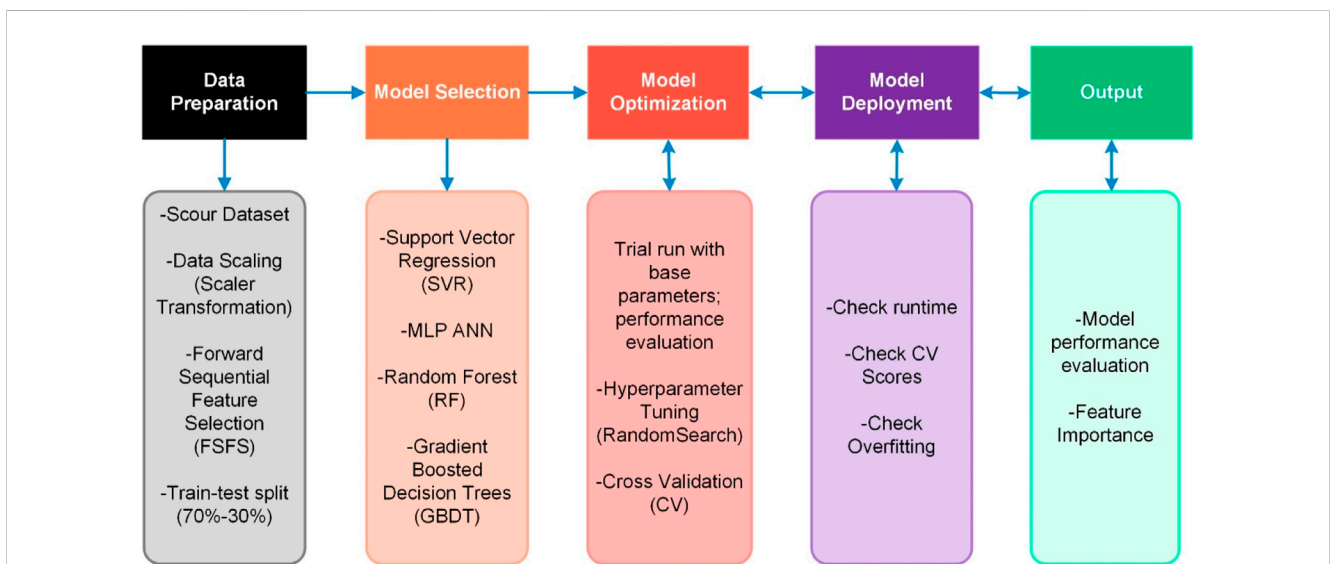 Data
Preparation
Model Selection
Model
Optimization
Model
Deployment
Output
-Scour Dataset
-Data Scaling
(Scaler
Transformation)
-Forward
Sequential
Feature
Selection
(FSFS)
-Train-test split
(70%-30%)
-Support Vector
Regression
(SVR)
-MLP ANN
-Random Forest
(RF)
-Gradient
Boosted
Decision Trees
(GBDT)
Trial run with
base
parameters;
performance
evaluation
-Hyperparameter
Tuning
(RandomSearch)
-Cross Validation
(CV)
-Check runtime
-Check CV
Scores
-Check
Overfitting
-Model
performance
evaluation
-Feature
Importance